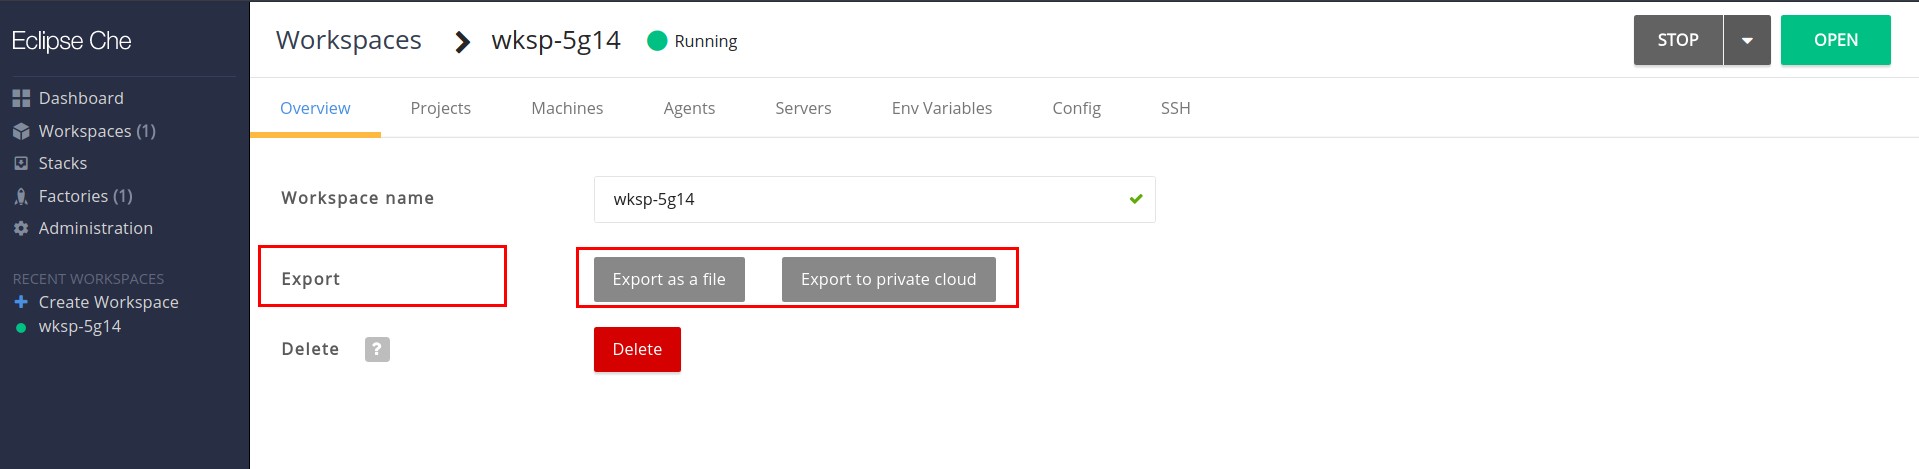 Eclipse Che
Dashboard
Workspaces (1)
Stacks
Factories (1)
Administration
RECENT WORKSPACES
Create Workspace
wksp-5g14
Workspaces wksp-5g14 Running
STOP OPEN
Overview Projects Machines Agents Servers Env Variables Config SSH
Workspace name wksp-5g14
Export Export as a file Export to private cloud
Delete ? Delete